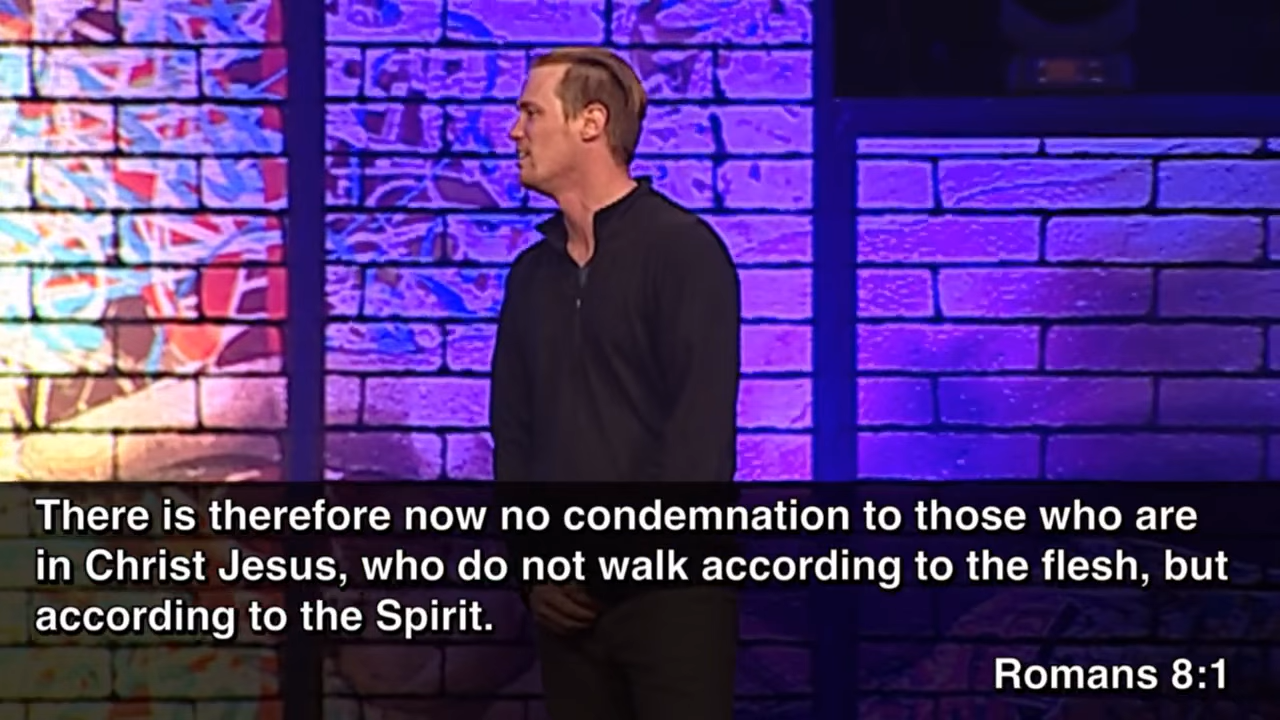 There is therefore now no condemnation to those who are
in Christ Jesus, who do not walk according to the flesh, but
according to the Spirit.
Romans 8:1